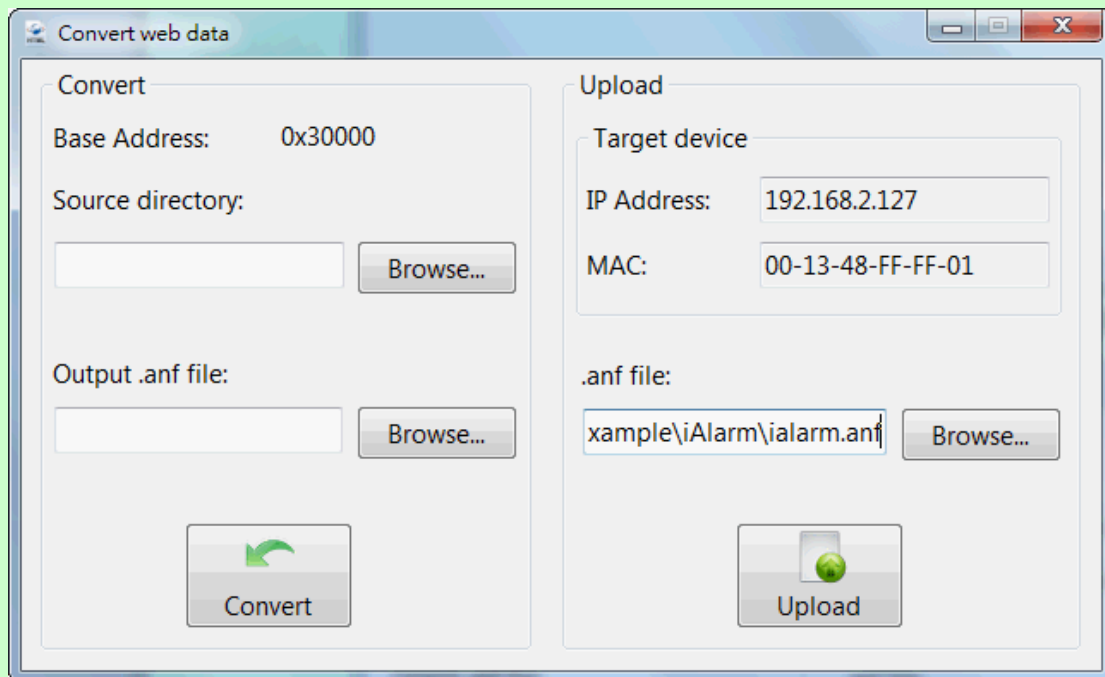 Convert web data
Convert
Base Address: 0x30000
Source directory:
Browse...
Output .anf file:
Browse...
Convert
Upload
Target device
IP Address: 192.168.2.127
MAC: 00-13-48-FF-FF-01
.anf file:
xample\iAlarm\ialarm.anf
Browse...
Upload